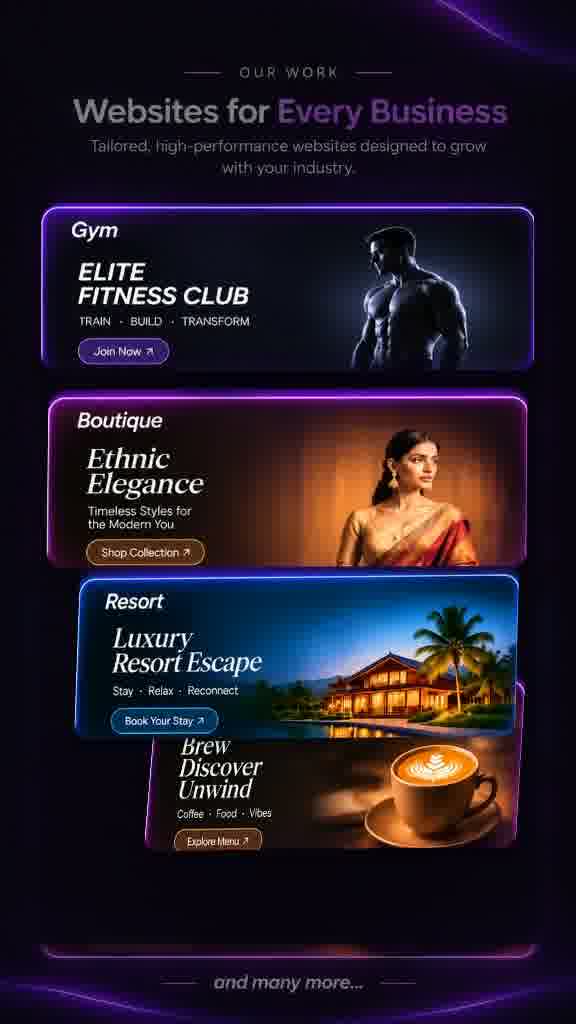 OUR WORK
Websites for Every Business
Tailored, high-performance websites designed to grow
with your industry.
Gym
ELITE
FITNESS CLUB
TRAIN · BUILD · TRANSFORM
Join Now ↗
Boutique
Ethnic
Elegance
Timeless Styles for
the Modern You
Shop Collection ↗
Resort
Luxury
Resort Escape
Stay · Relax · Reconnect
Book Your Stay ↗
Brew
Discover
Unwind
Coffee · Food · Vibes
Explore Menu ↗
and many more...